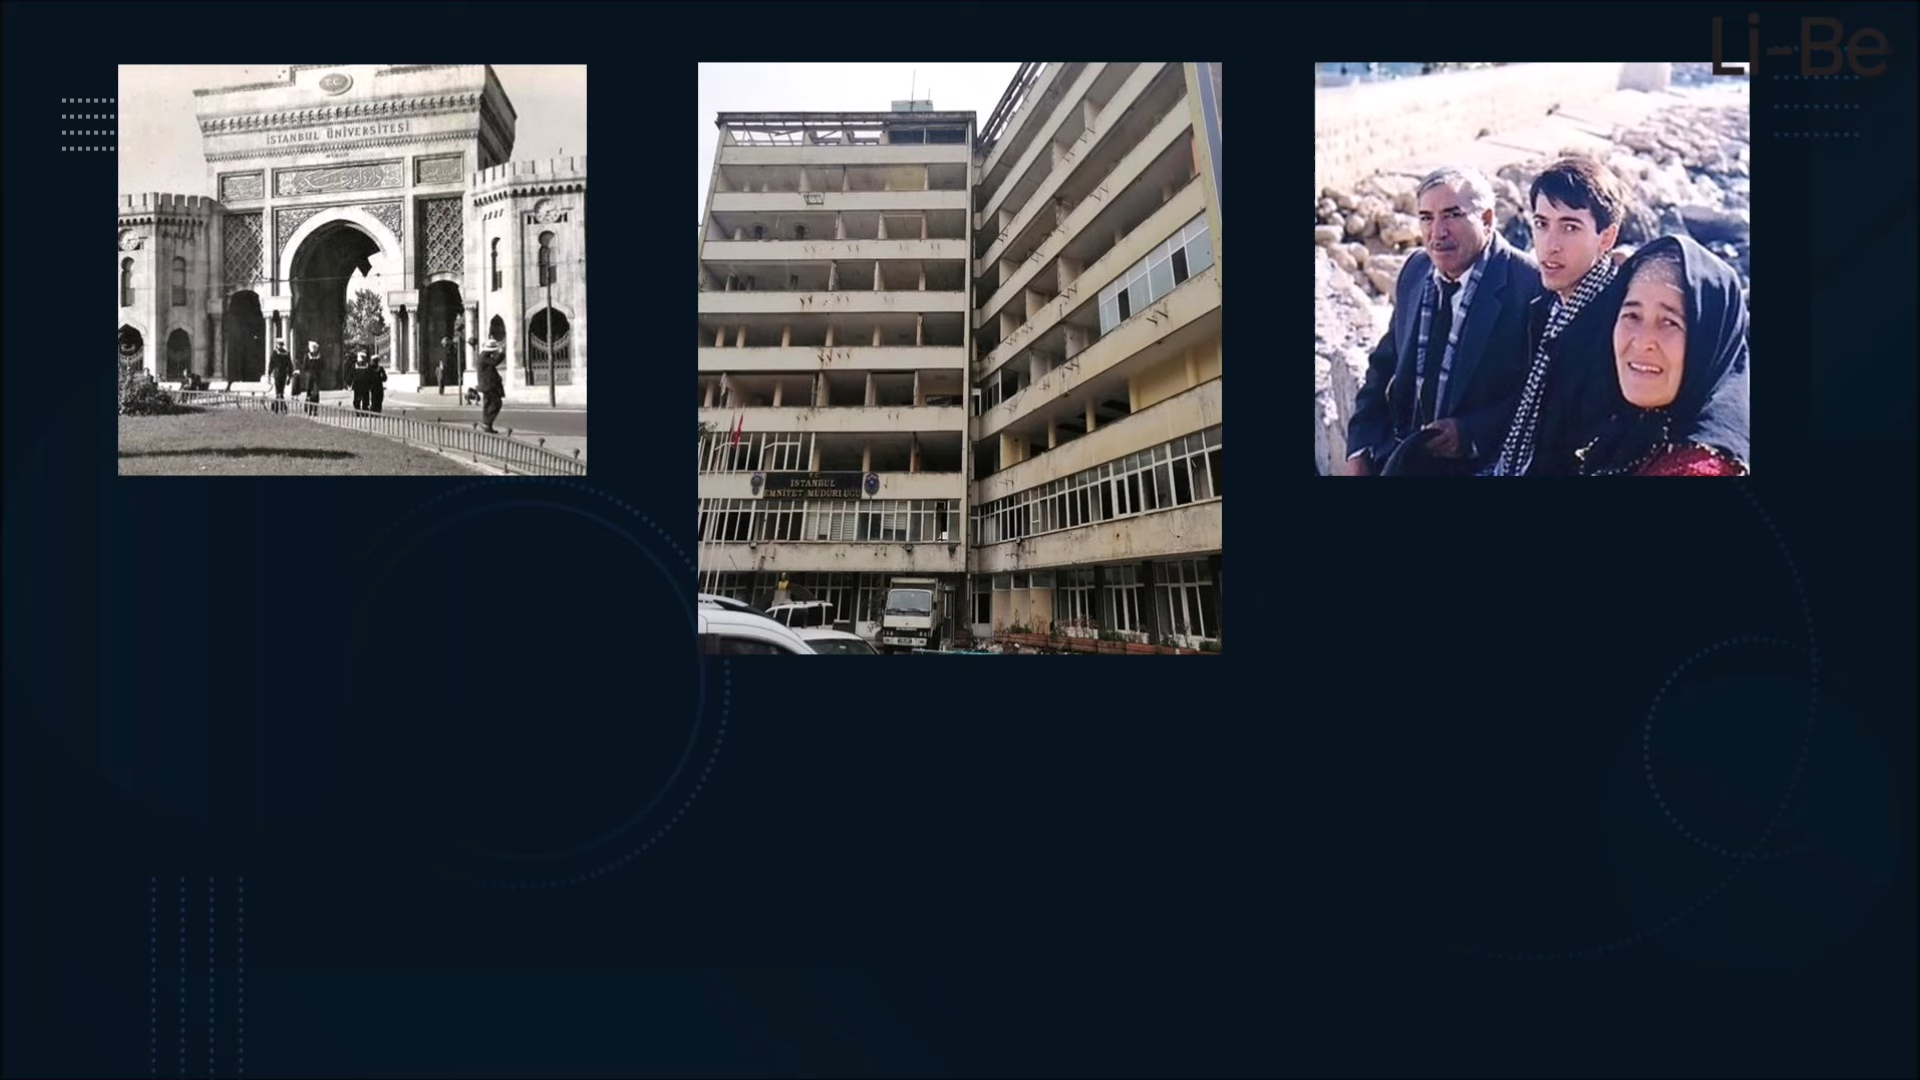 Li-Be
T.C.
İSTANBUL ÜNİVERSİTESİ
İSTANBUL
EMNİYET MÜDÜRLÜĞÜ